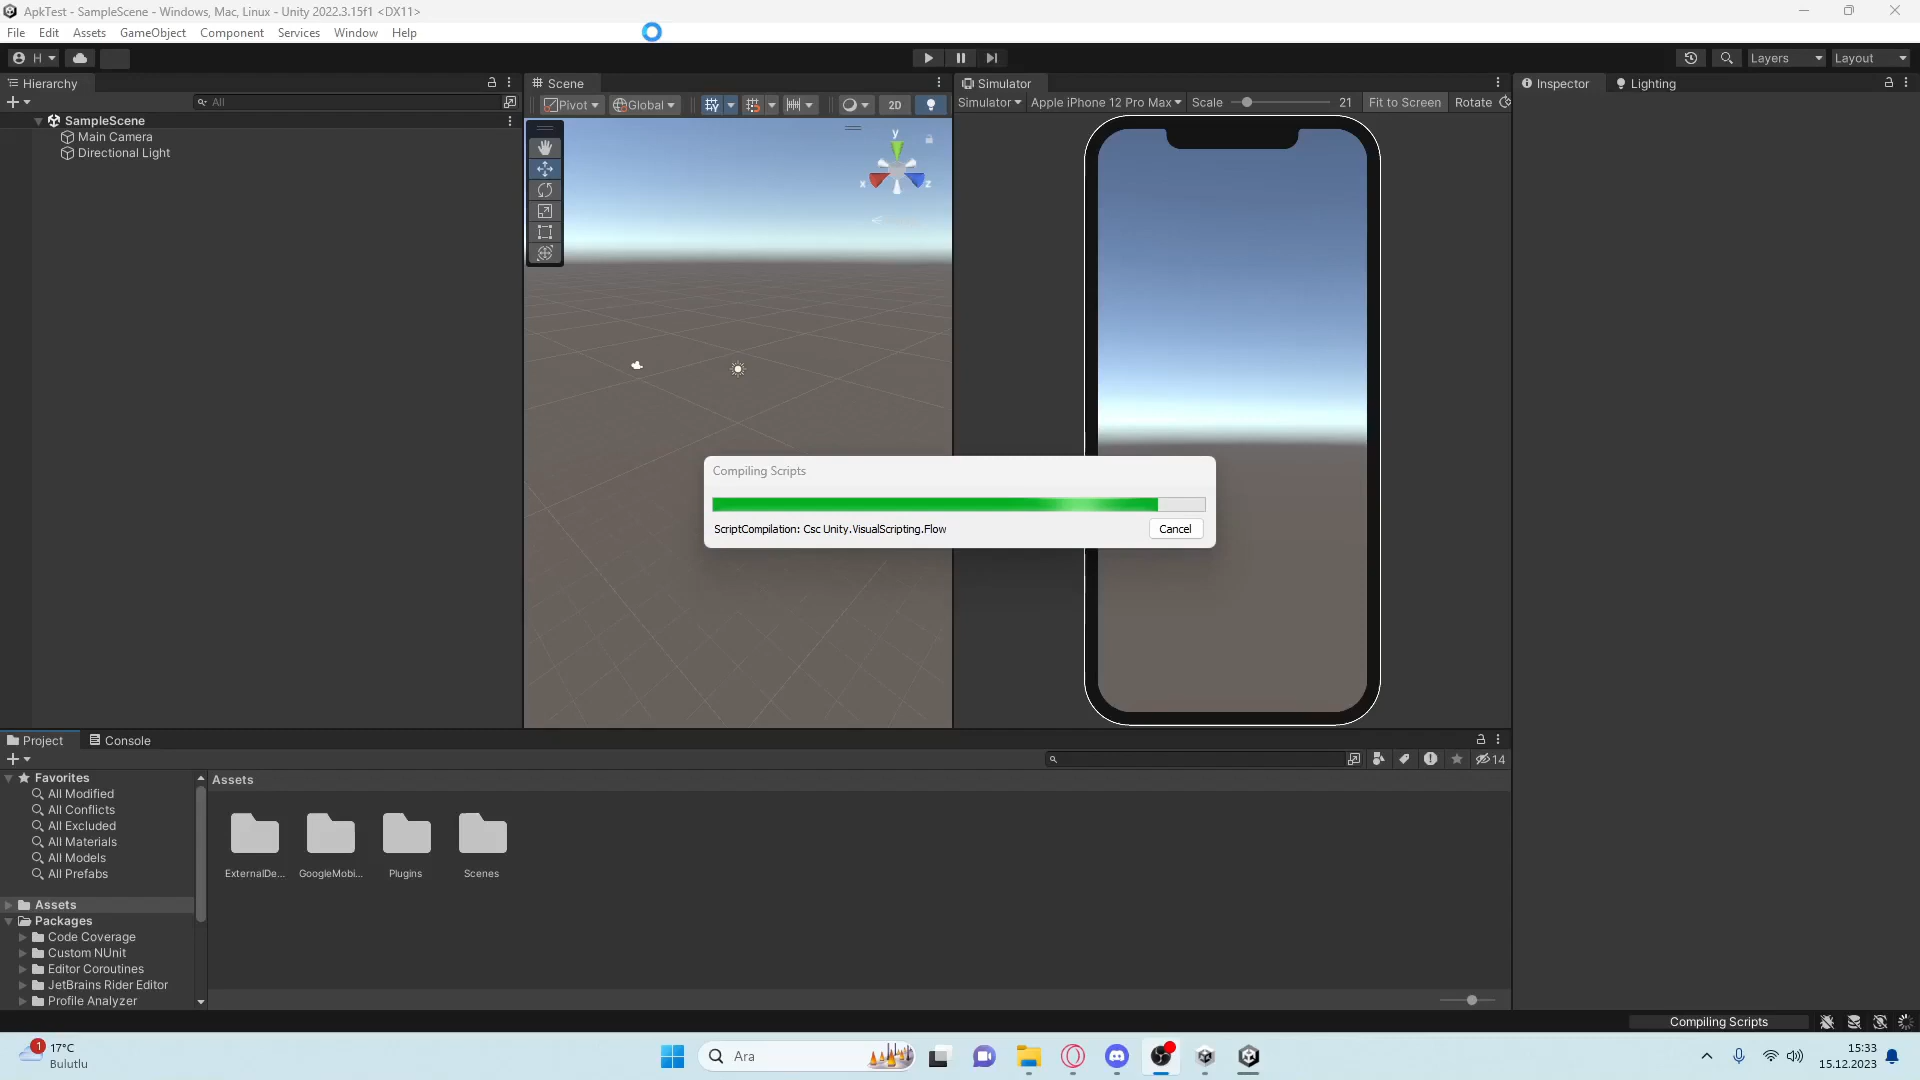 ApkTest - SampleScene - Windows, Mac, Linux - Unity 2022.3.15f1 <DX11>
File Edit Assets GameObject Component Services Window Help
H
Layers Layout
Hierarchy
All
SampleScene
Main Camera
Directional Light
Scene
Pivot Global 2D
y
x z
Simulator
Simulator Apple iPhone 12 Pro Max Scale 21 Fit to Screen Rotate
Inspector Lighting
Compiling Scripts
ScriptCompilation: Csc Unity.VisualScripting.Flow
Cancel
Project Console
14
Favorites
All Modified
All Conflicts
All Excluded
All Materials
All Models
All Prefabs
Assets
Packages
Code Coverage
Custom NUnit
Editor Coroutines
JetBrains Rider Editor
Profile Analyzer
Assets
ExternalDe... GoogleMobi... Plugins Scenes
Compiling Scripts
1
17°C
Bulutlu
Ara
15:33
15.12.2023